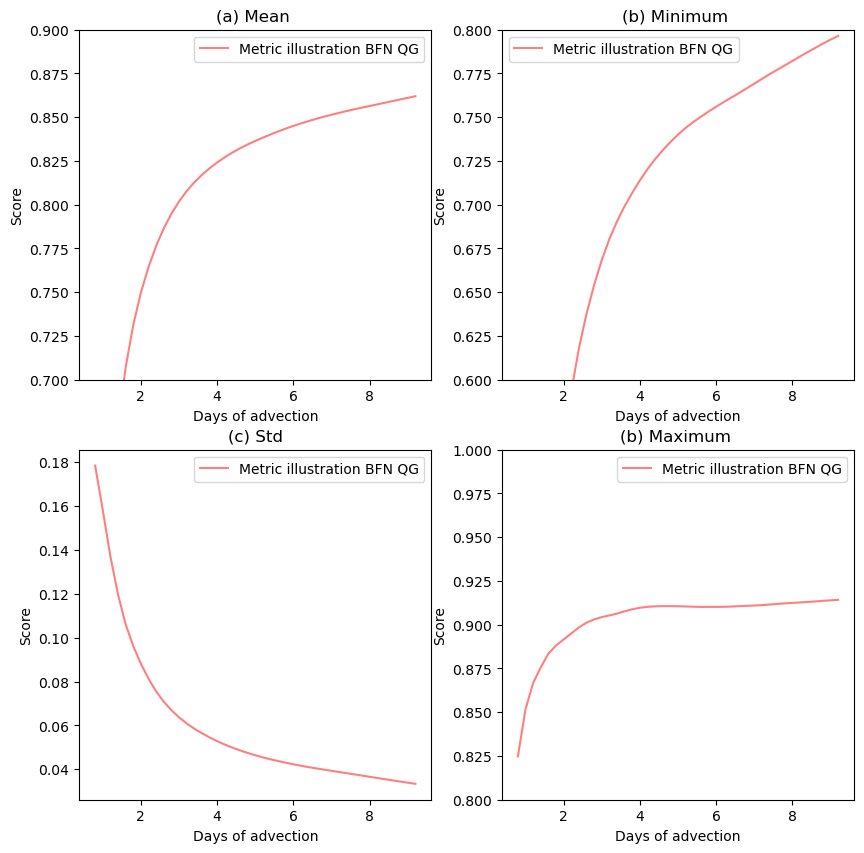 (a) Mean
Metric illustration BFN QG
0.900
0.875
0.850
0.825
0.800
0.775
0.750
0.725
0.700
Score
2 4 6 8
Days of advection
(b) Minimum
Metric illustration BFN QG
0.800
0.775
0.750
0.725
0.700
0.675
0.650
0.625
0.600
Score
2 4 6 8
Days of advection
(c) Std
Metric illustration BFN QG
0.18
0.16
0.14
0.12
0.10
0.08
0.06
0.04
Score
2 4 6 8
Days of advection
(b) Maximum
Metric illustration BFN QG
1.000
0.975
0.950
0.925
0.900
0.875
0.850
0.825
0.800
Score
2 4 6 8
Days of advection